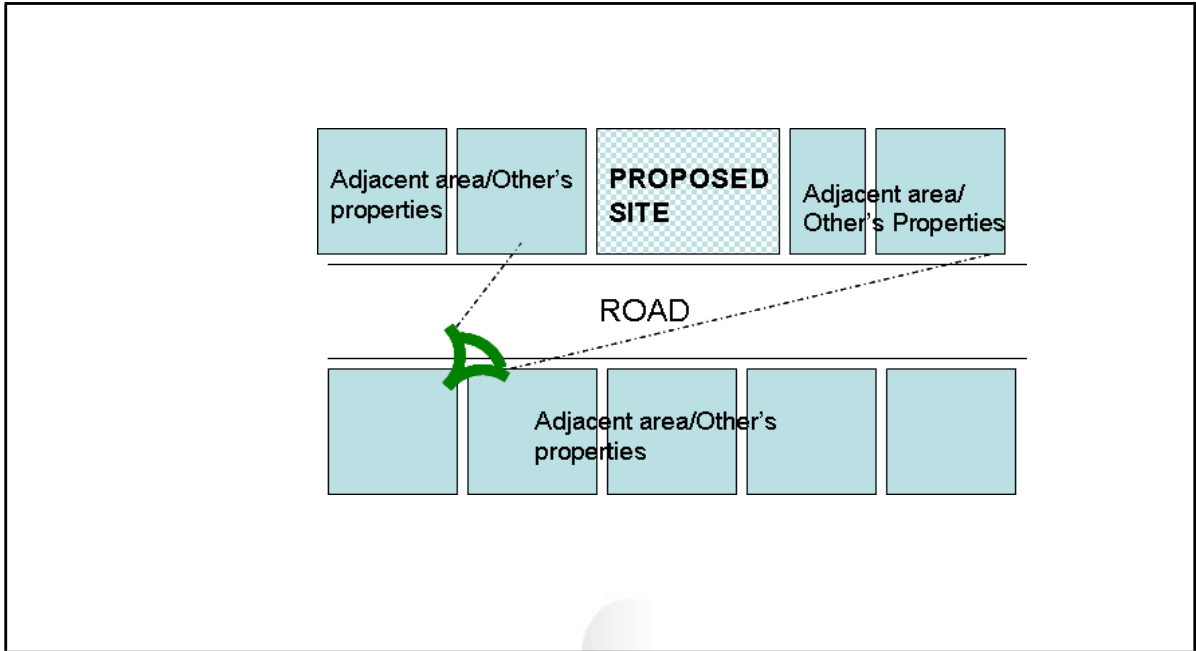 Adjacent area/Other's
properties
PROPOSED
SITE
Adjacent area/
Other's Properties
ROAD
Adjacent area/Other's
properties